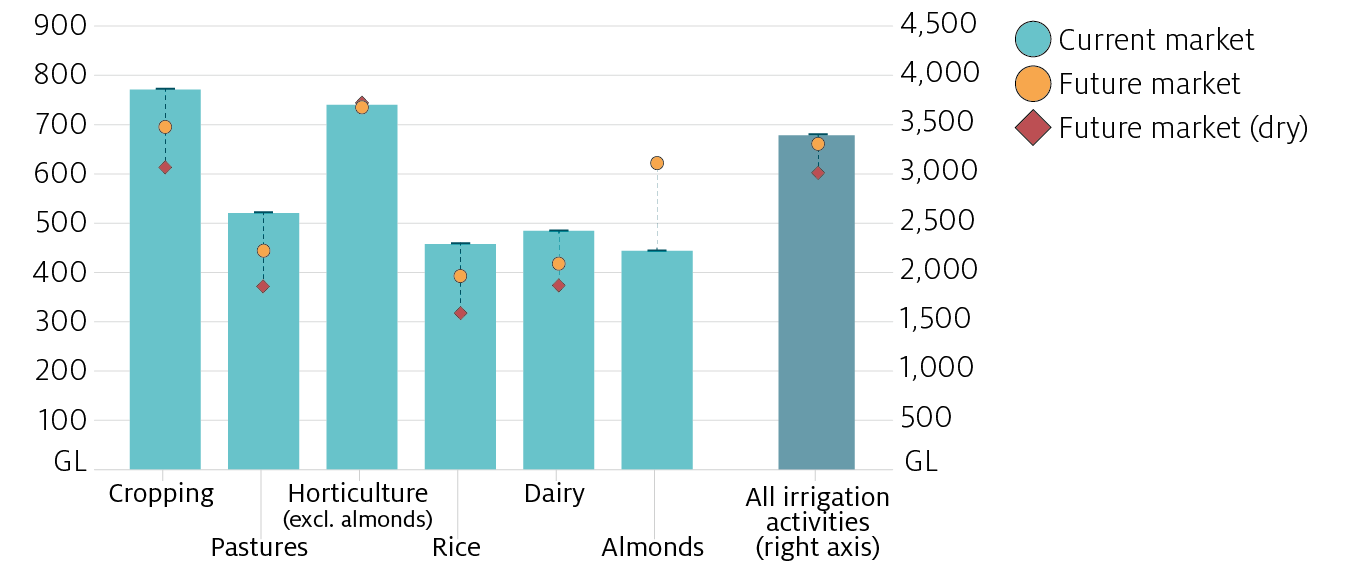 900
800
700
600
500
400
300
200
100
GL
4,500
4,000
3,500
3,000
2,500
2,000
1,500
1,000
500
GL
Current market
Future market
Future market (dry)
Cropping
Pastures
Horticulture
(excl. almonds)
Rice
Dairy
Almonds
All irrigation
activities
(right axis)